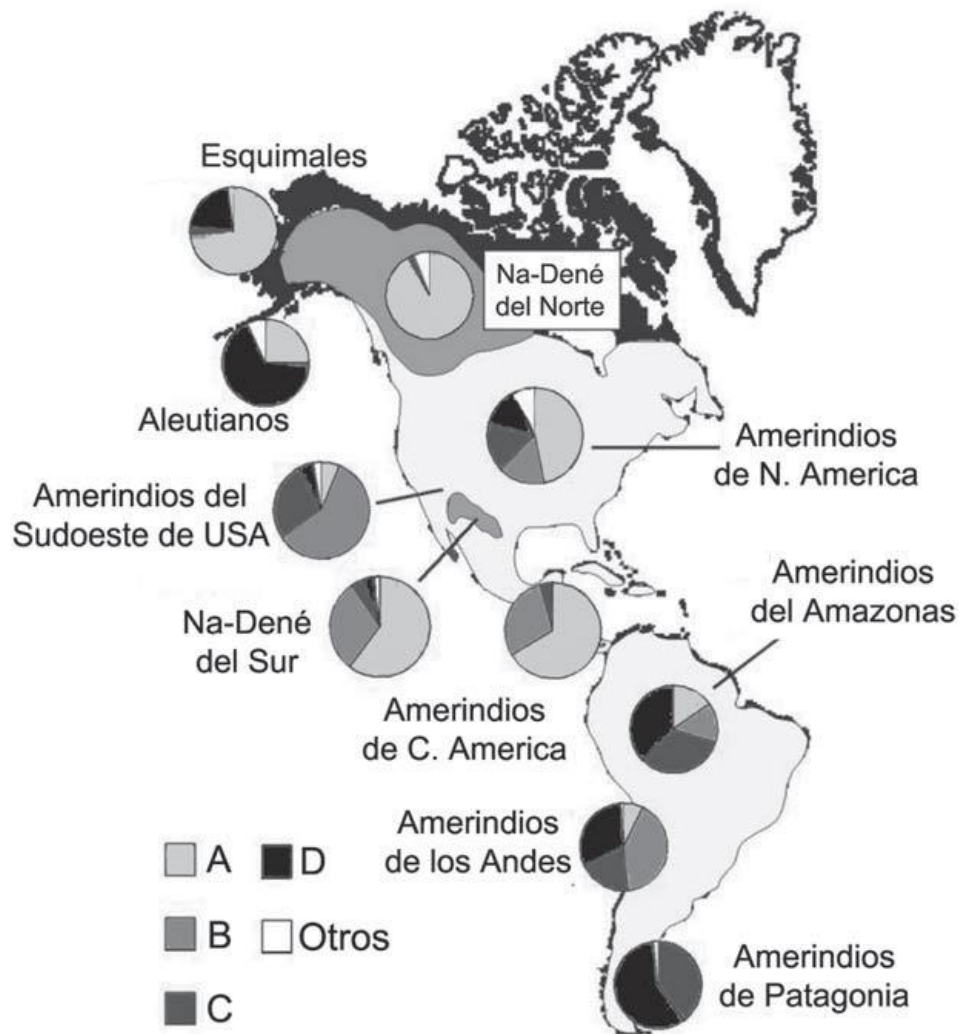 Esquimales
Na-Dené
del Norte
Aleutianos
Amerindios
de N. America
Amerindios del
Sudoeste de USA
Amerindios
del Amazonas
Na-Dené
del Sur
Amerindios
de C. America
Amerindios
de los Andes
A
D
B
Otros
C
Amerindios
de Patagonia